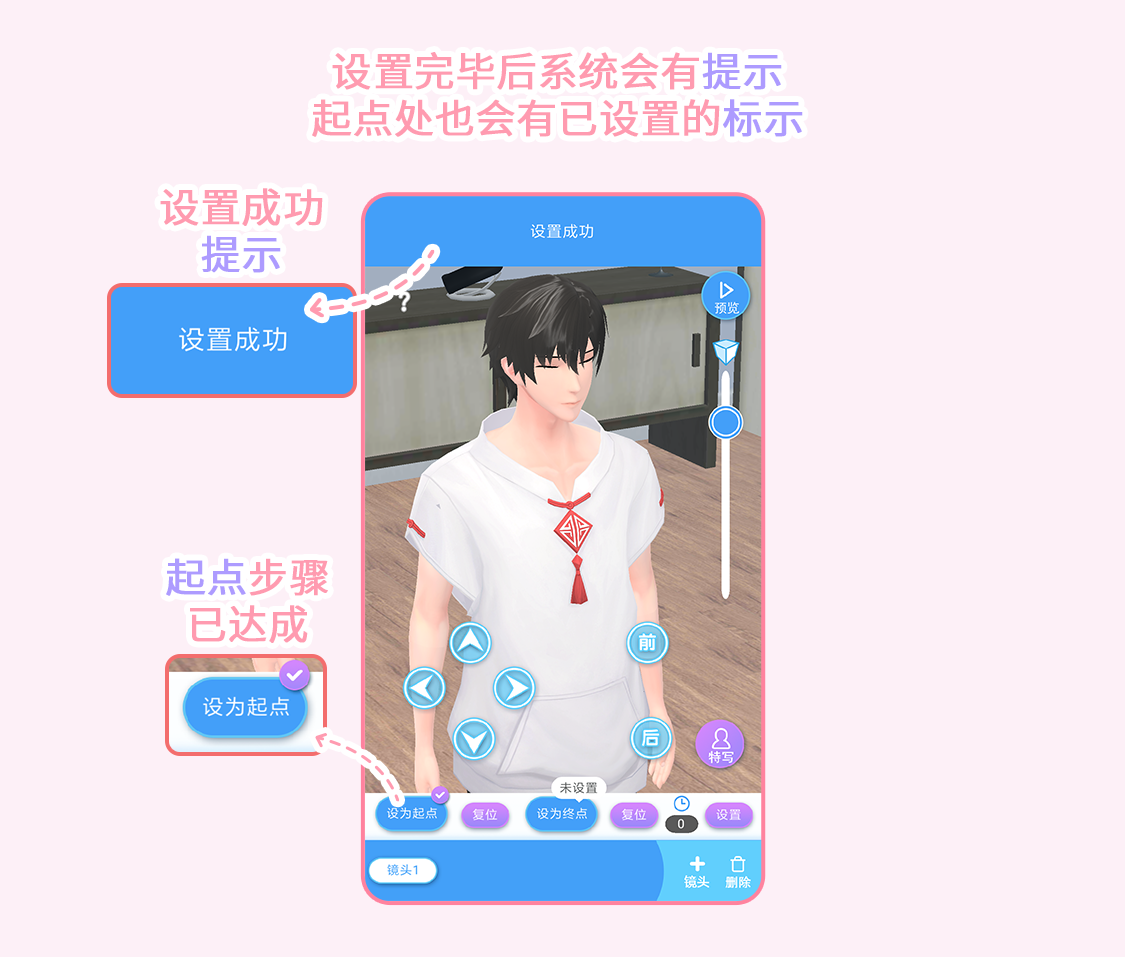 设置完毕后系统会有提示
起点处也会有已设置的标示
设置成功
提示
设置成功
设置成功
?
预览
起点步骤
已达成
设为起点
前
后
特写
未设置
设为起点
复位
设为终点
复位
0
设置
镜头1
镜头
删除